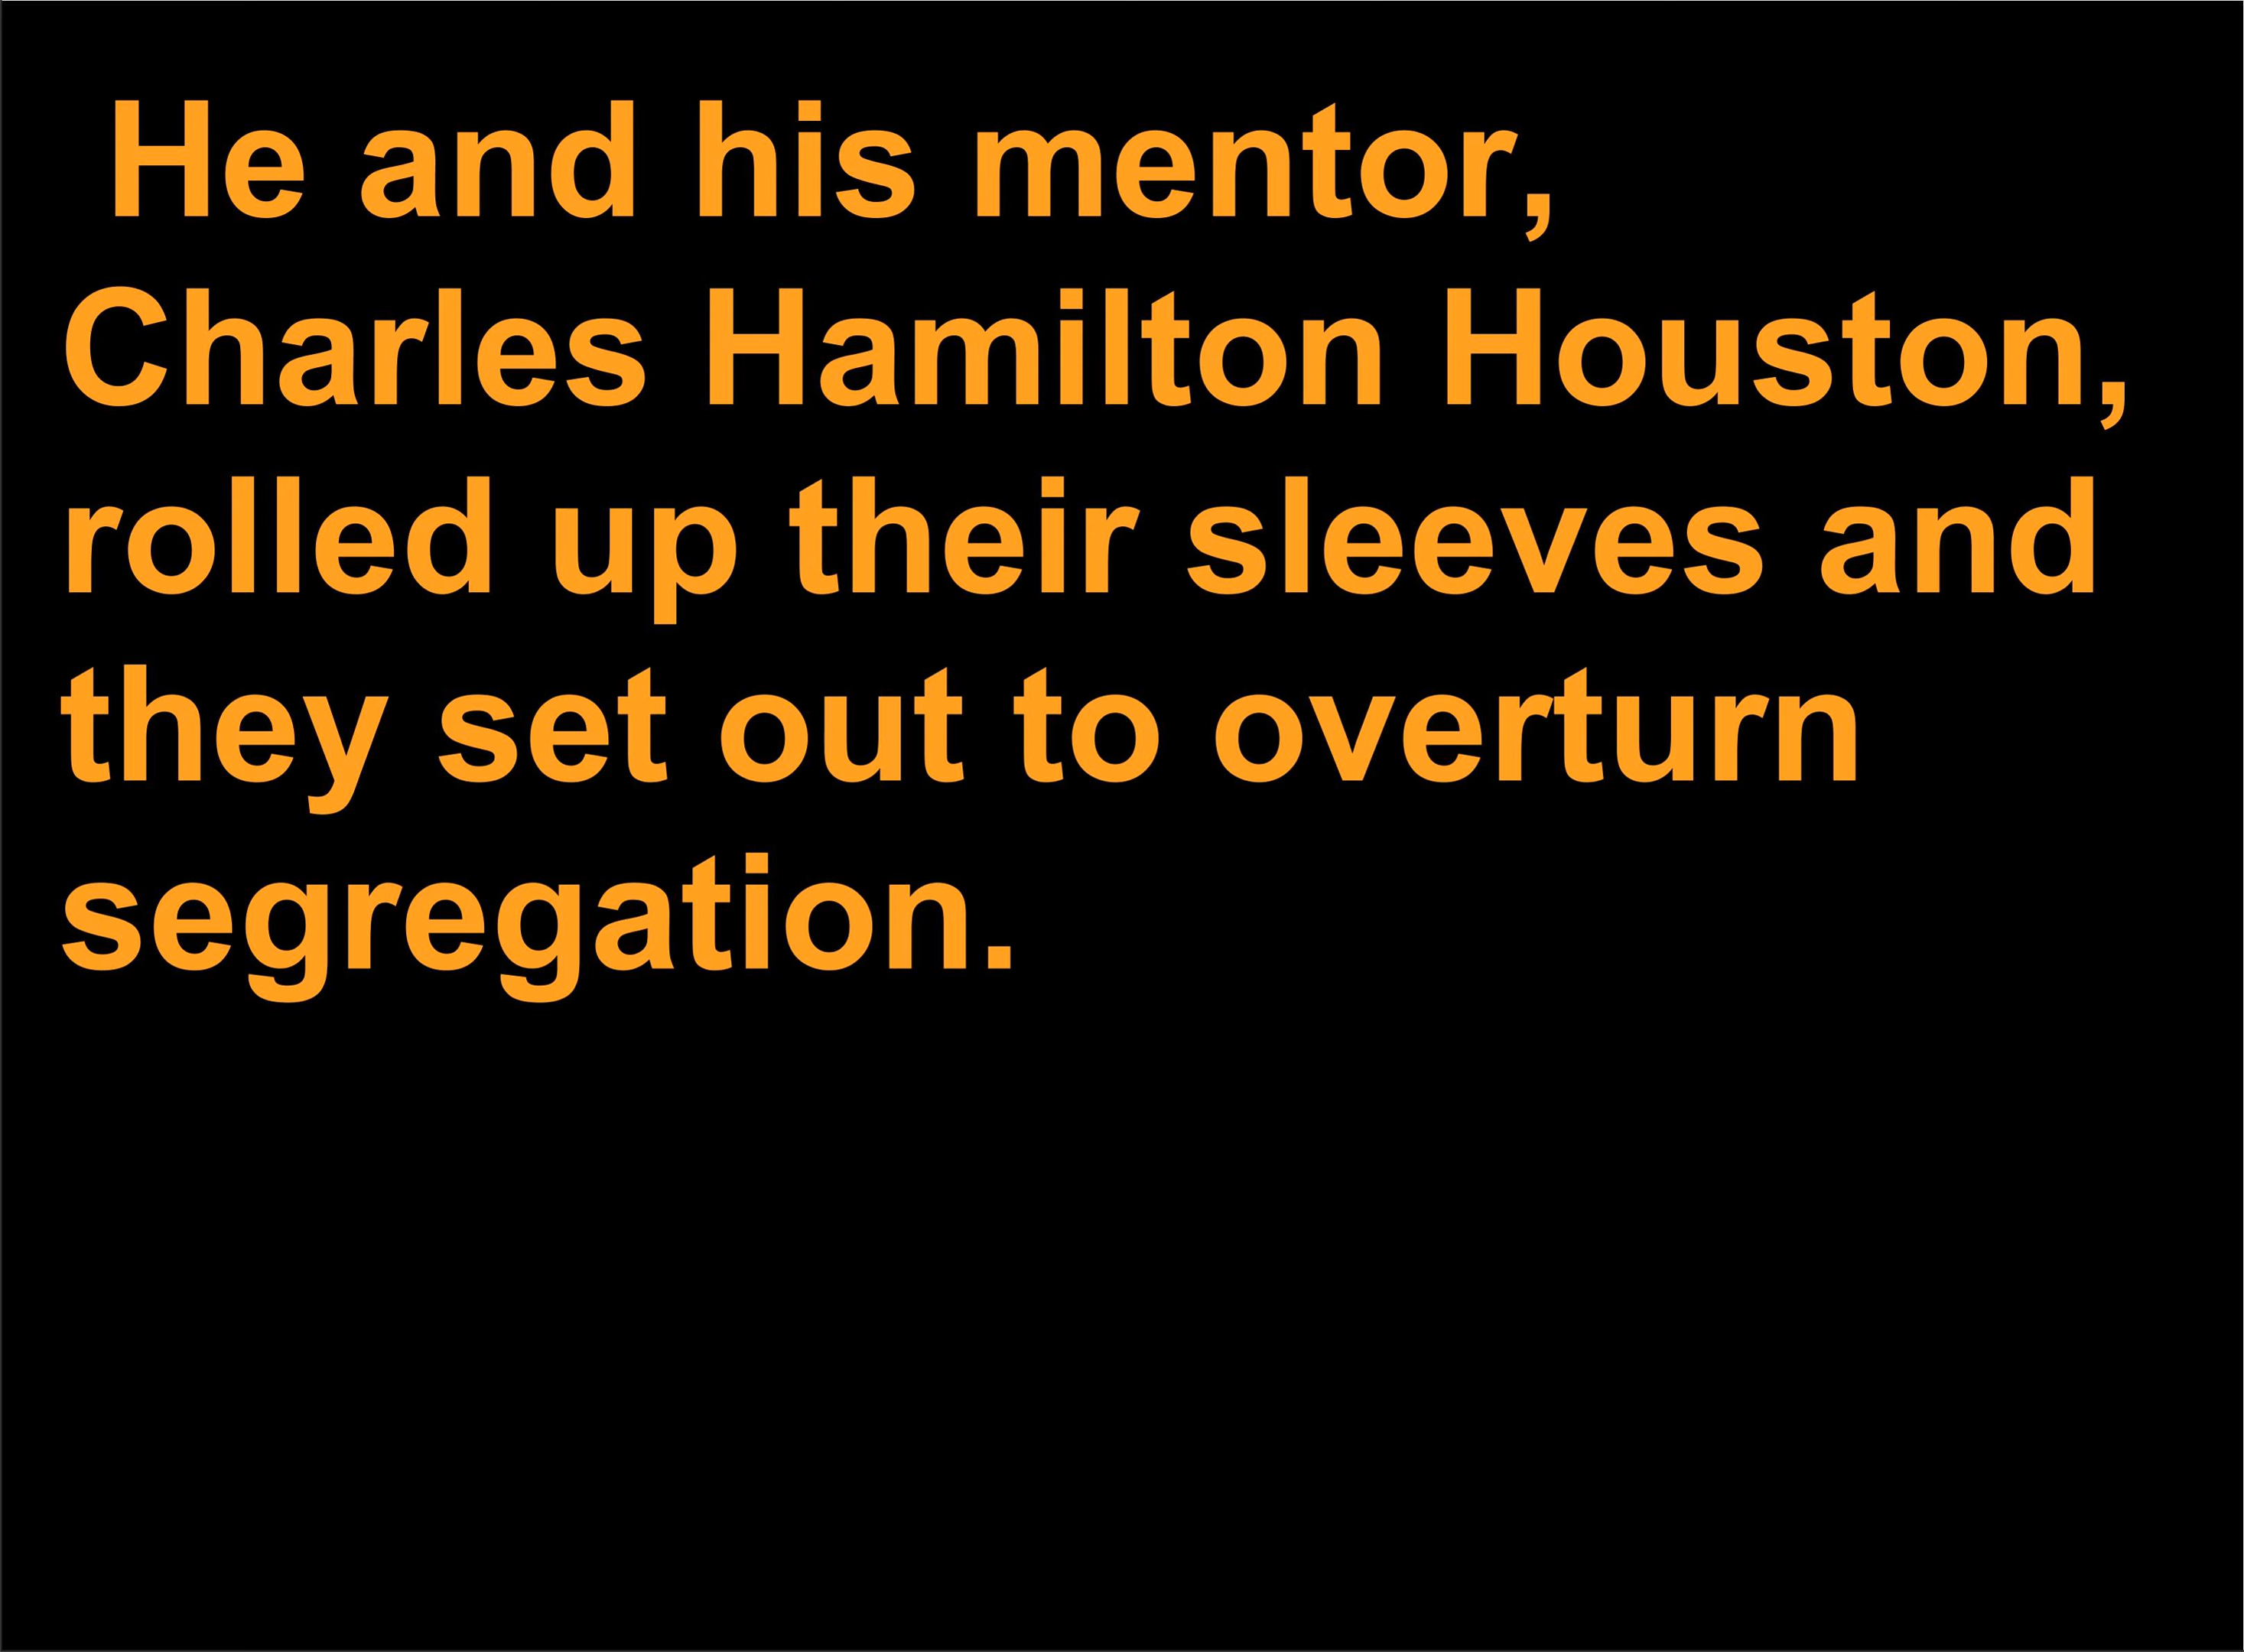 He and his mentor,
Charles Hamilton Houston,
rolled up their sleeves and
they set out to overturn
segregation.